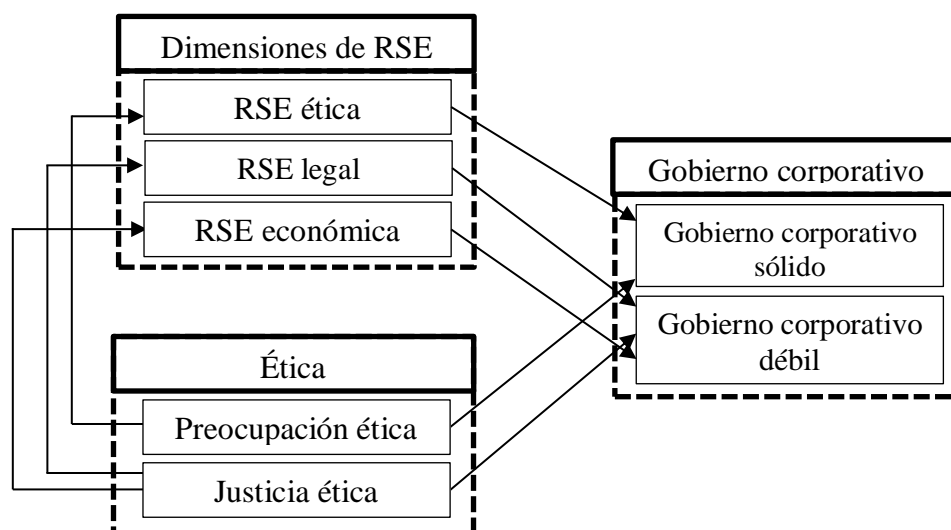 Dimensiones de RSE
RSE ética
RSE legal
RSE económica
Gobierno corporativo
Gobierno corporativo
sólido
Gobierno corporativo
débil
Ética
Preocupación ética
Justicia ética